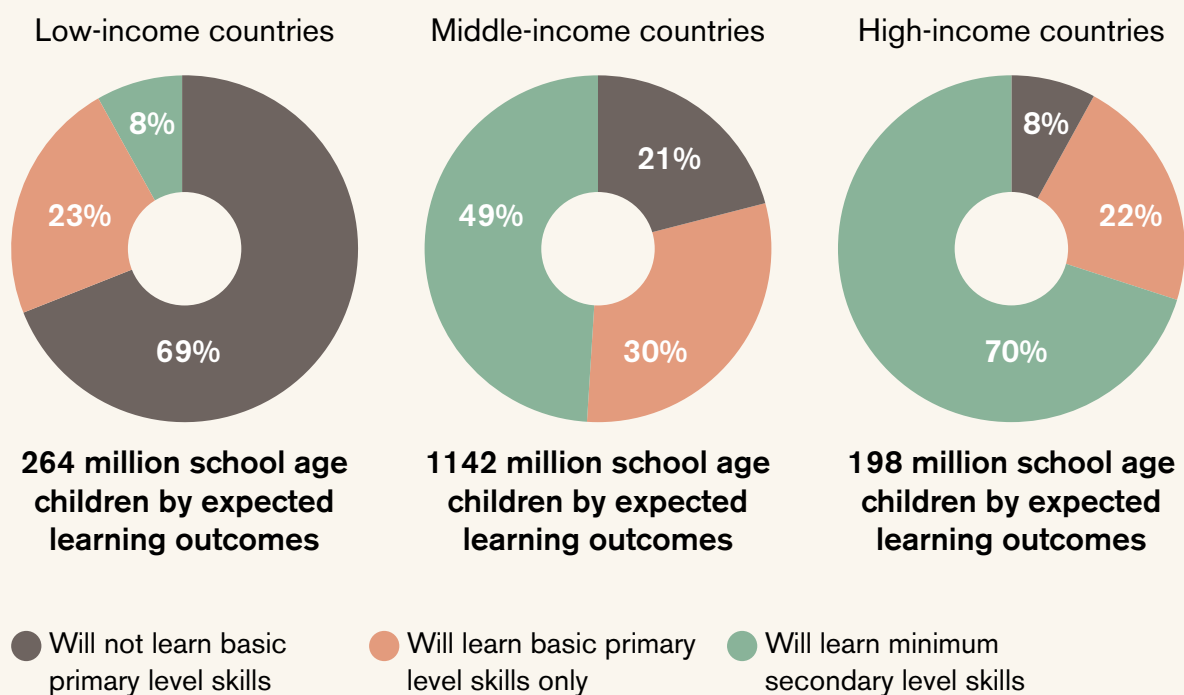 Low-income countries
8%
23%
69%
264 million school age
children by expected
learning outcomes
Middle-income countries
21%
49%
30%
1142 million school age
children by expected
learning outcomes
High-income countries
8%
22%
70%
198 million school age
children by expected
learning outcomes
Will not learn basic
primary level skills
Will learn basic primary
level skills only
Will learn minimum
secondary level skills